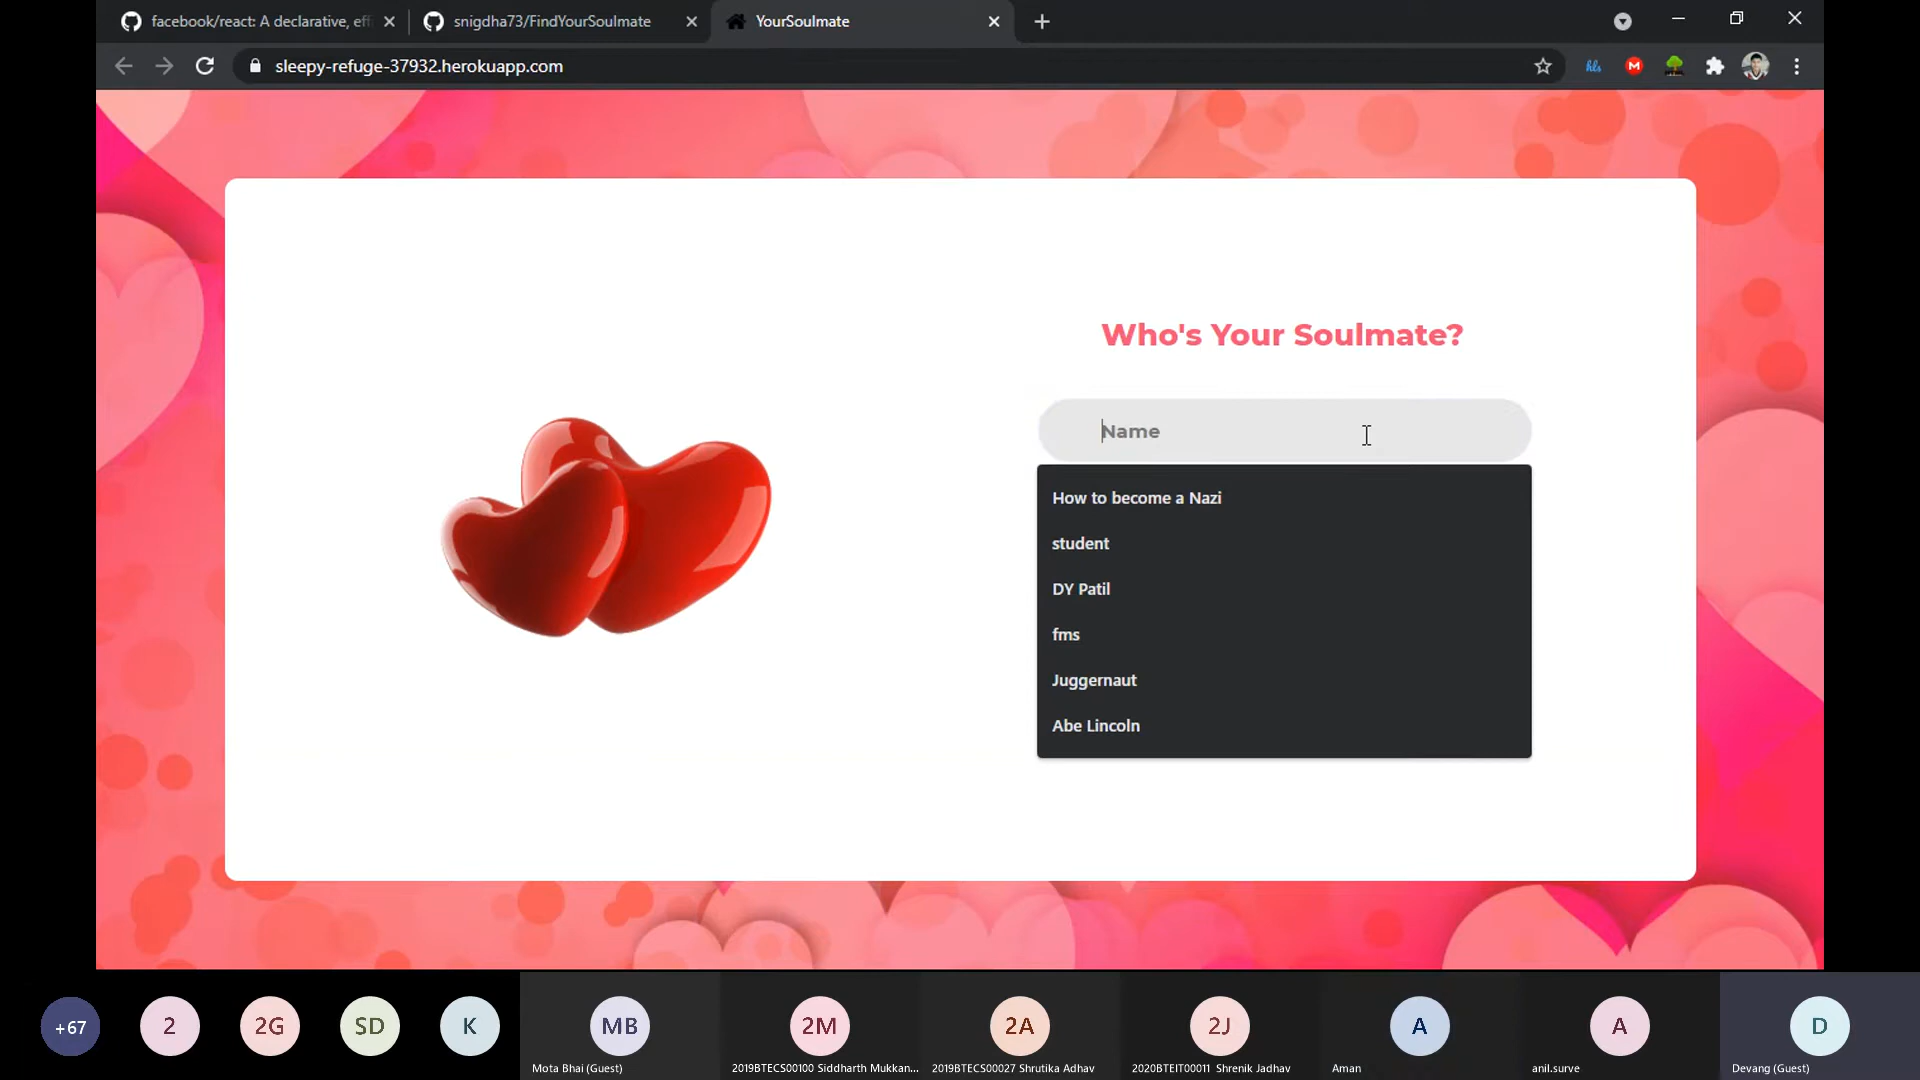 facebook/react: A declarative, eff
snigdha73/FindYourSoulmate
YourSoulmate
sleepy-refuge-37932.herokuapp.com
hls
M
Who's Your Soulmate?
Name
How to become a Nazi
student
DY Patil
fms
Juggernaut
Abe Lincoln
+67
2
2G
SD
K
MB
2M
2A
2J
A
A
D
Mota Bhai (Guest)
2019BTECS00100 Siddharth Mukkan...
2019BTECS00027 Shrutika Adhav
2020BTEIT00011 Shrenik Jadhav
Aman
anil.surve
Devang (Guest)